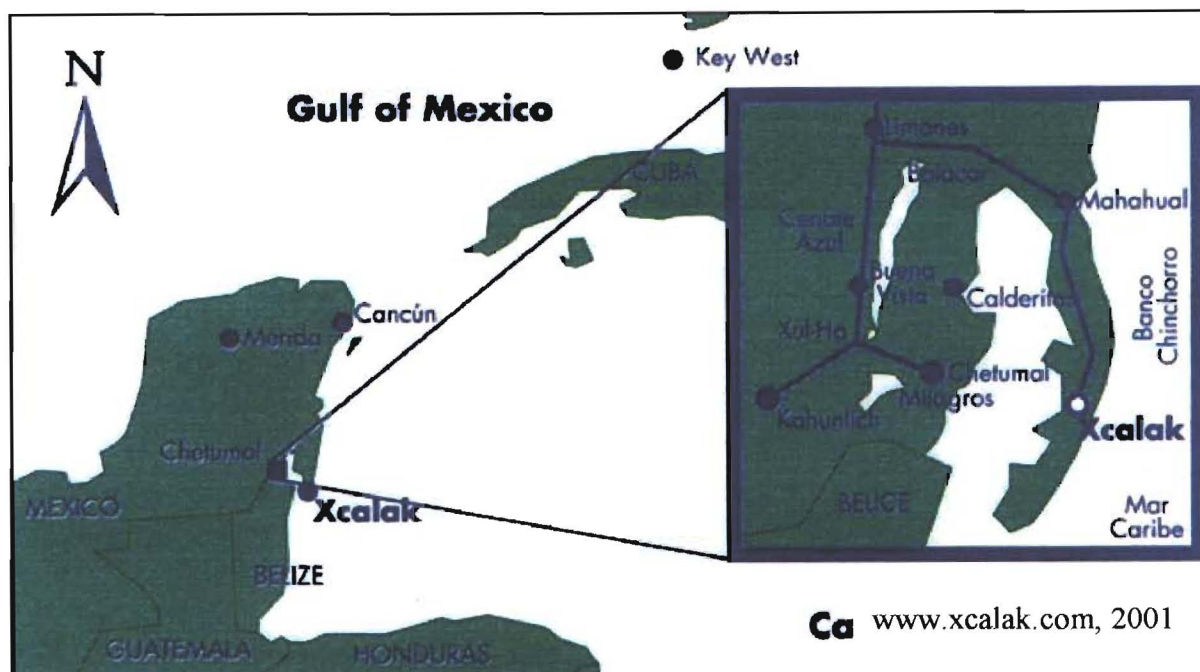 N
Key West
Gulf of Mexico
CUBA
Cancún
Merida
Chetumal
Xcalak
MEXICO
BELIZE
GUATEMALA
HONDURAS
Limones
Bacalar
Mahahual
Cenote
Azul
Buena
Vista
Calderitas
Banco
Chinchorro
Xul-Ha
Chetumal
Milagros
Kohunlich
Xcalak
BELICE
Mar
Caribe
Ca www.xcalak.com, 2001